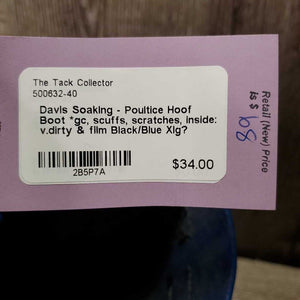 The Tack Collector
500632-40
Davis Soaking - Poultice Hoof
Boot *gc, scuffs, scratches, inside:
v.dirty & film Black/Blue Xlg?
$34.00
2B5P7A
Retail (New) Price
is $ 68